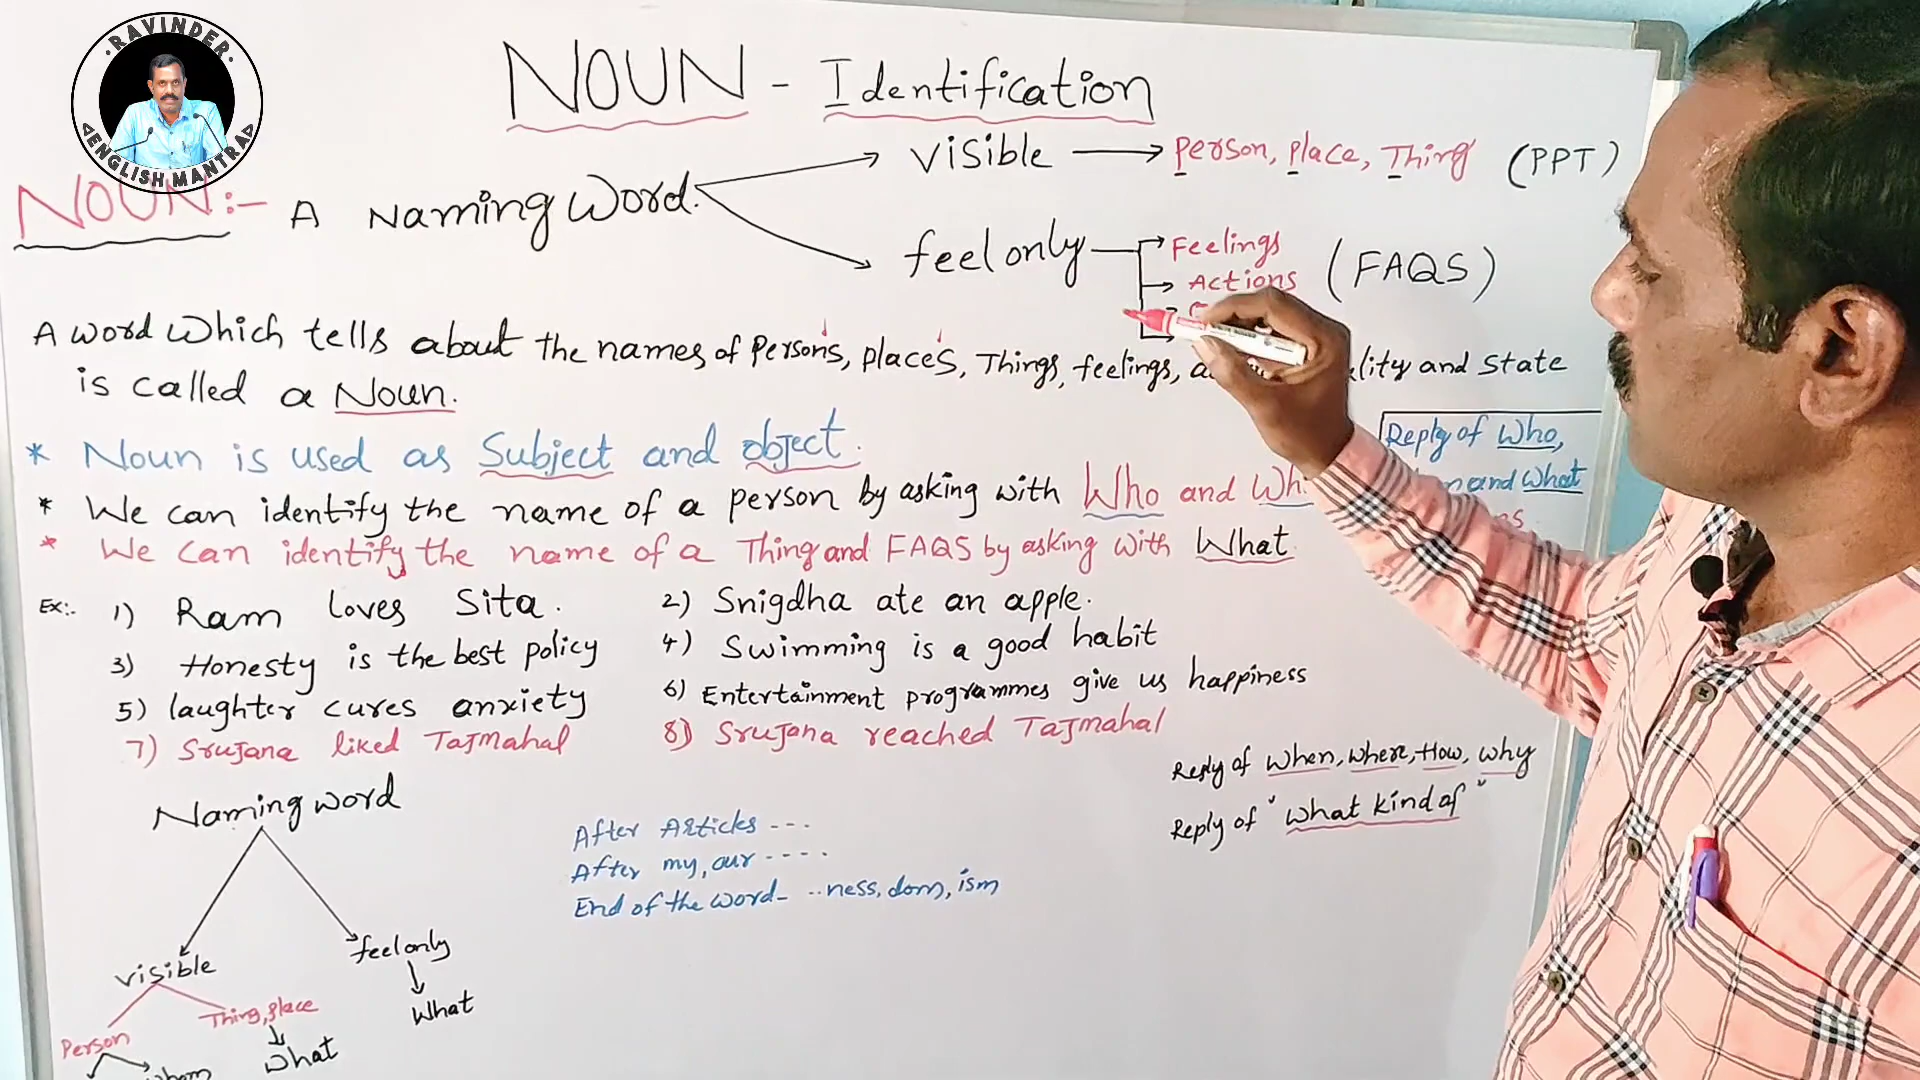 RAVINDER
ENGLISH MANTRA
NOUN - Identification
NOUN:- A Naming Word.
visible → Person, Place, Thing (PPT)
feel only → Feelings (FAQS)
→ Actions
A word which tells about the names of Person's, place's, Things, feelings, and state
is called a Noun.
* Noun is used as Subject and object.
* We can identify the name of a person by asking with Who and
* We can identify the name of a Thing and FAQS by asking with What
Reply of Who,
and What
Ex:- 1) Ram loves Sita. 2) Snigdha ate an apple.
3) Honesty is the best policy 4) Swimming is a good habit
5) laughter cures anxiety 6) Entertainment programmes give us happiness
7) Srujana liked Tajmahal 8) Srujana reached Tajmahal
Reply of When, where, How, why
Reply of "What kind of"
Naming word
After Articles ---
After my, our ----
End of the word- ..ness, dom, ism
visible feel only
Person Thing, place What
What
whom